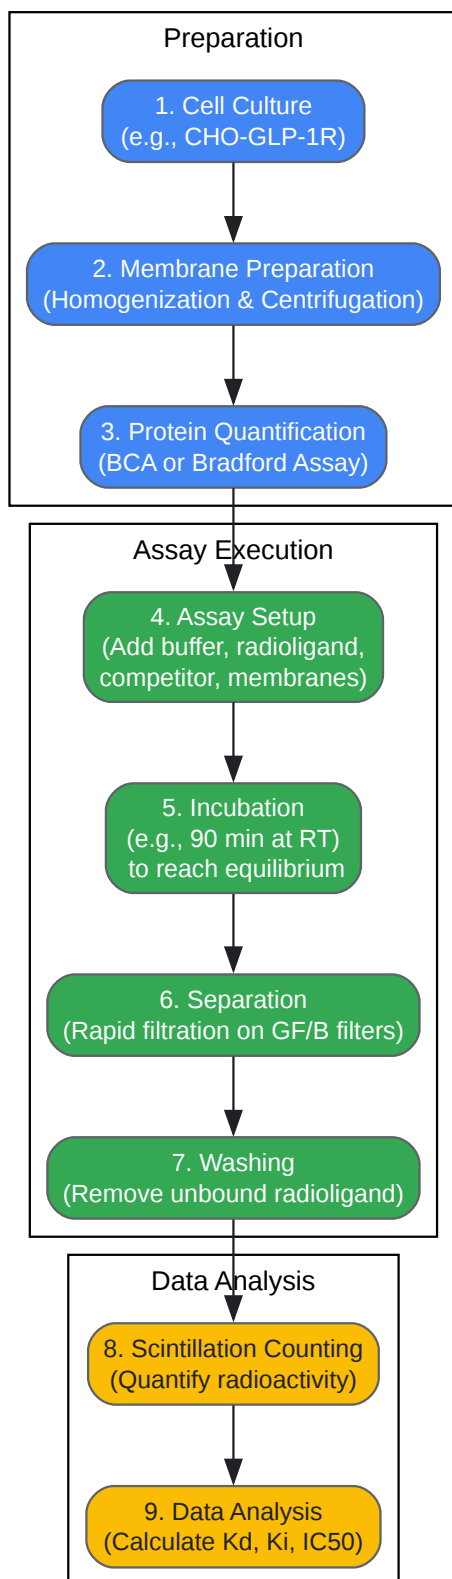 Preparation
1. Cell Culture
(e.g., CHO-GLP-1R)
2. Membrane Preparation
(Homogenization & Centrifugation)
3. Protein Quantification
(BCA or Bradford Assay)
Assay Execution
4. Assay Setup
(Add buffer, radioligand,
competitor, membranes)
5. Incubation
(e.g., 90 min at RT)
to reach equilibrium
6. Separation
(Rapid filtration on GF/B filters)
7. Washing
(Remove unbound radioligand)
Data Analysis
8. Scintillation Counting
(Quantify radioactivity)
9. Data Analysis
(Calculate Kd, Ki, IC50)